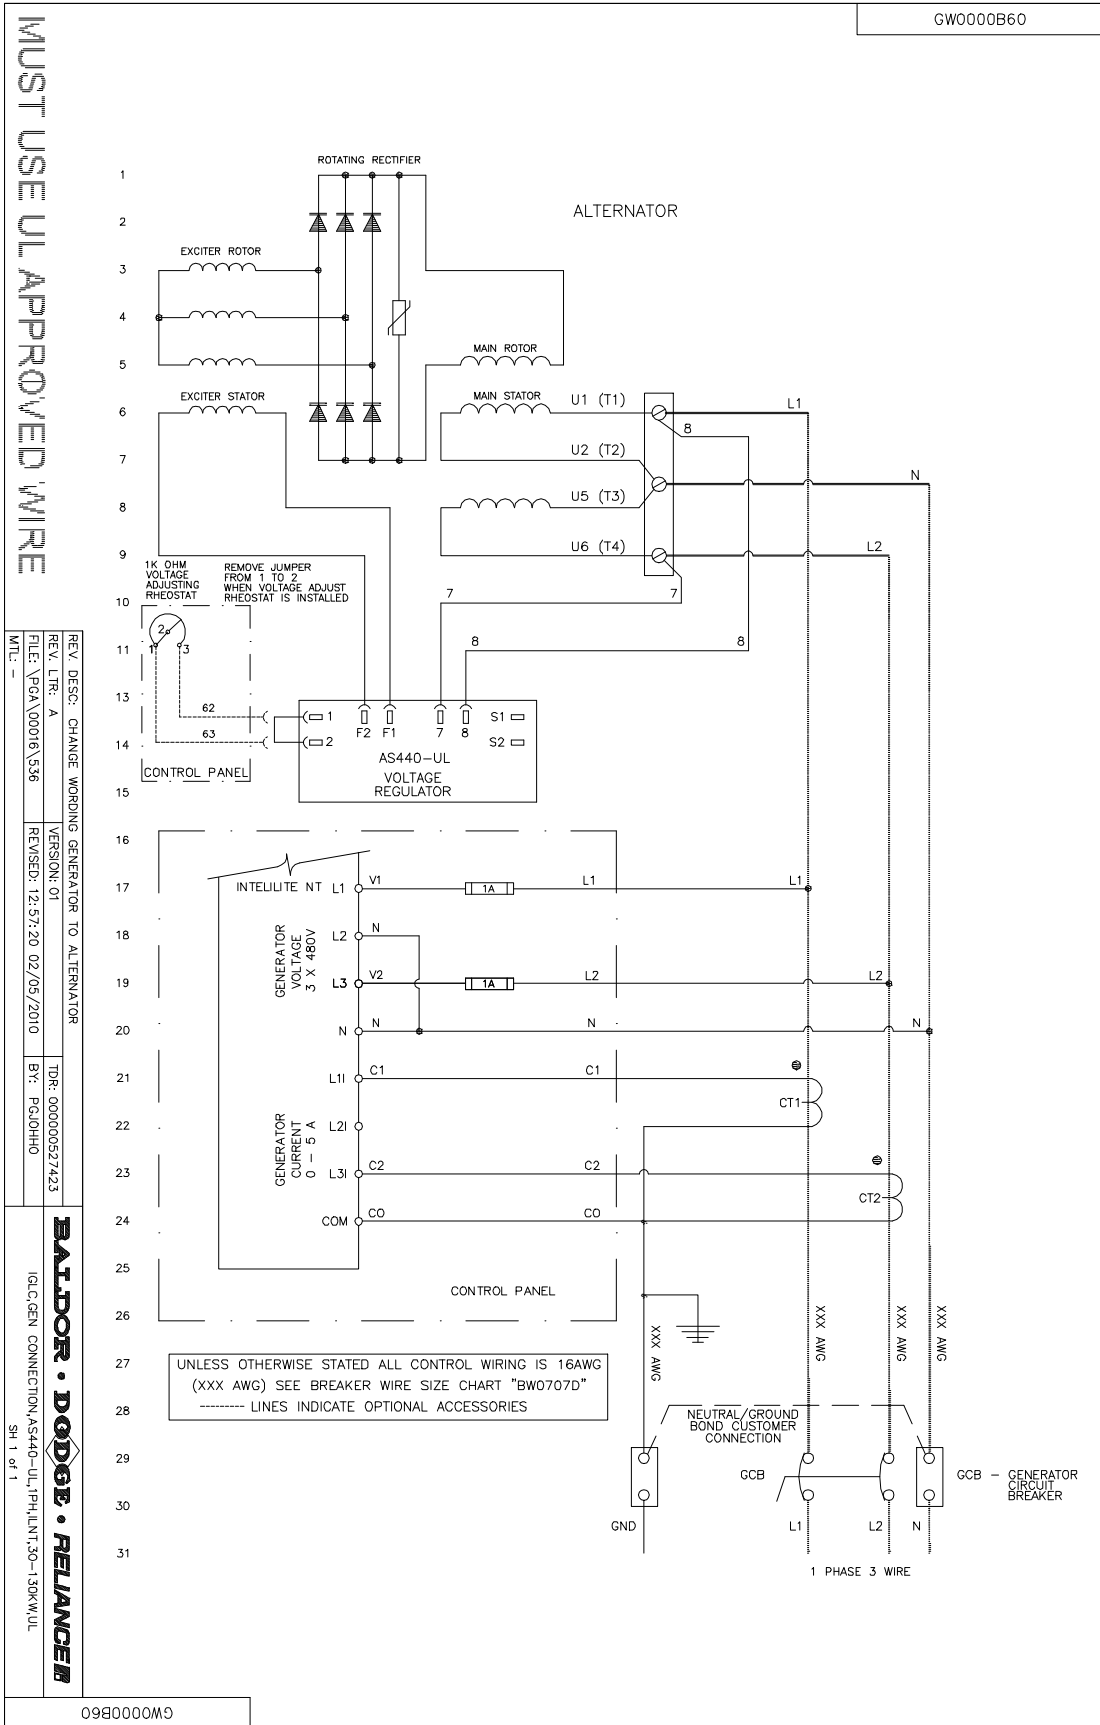 GW0000B60
MUST USE UL APPROVED WIRE
1
2
3
4
5
6
7
8
9
10
11
13
14
15
16
17
18
19
20
21
22
23
24
25
26
27
28
29
30
31
ROTATING RECTIFIER
ALTERNATOR
EXCITER ROTOR
MAIN ROTOR
EXCITER STATOR
MAIN STATOR
U1 (T1)
L1
8
U2 (T2)
N
U5 (T3)
U6 (T4)
L2
7
7
8
8
1K OHM
VOLTAGE
ADJUSTING
RHEOSTAT
REMOVE JUMPER
FROM 1 TO 2
WHEN VOLTAGE ADJUST
RHEOSTAT IS INSTALLED
2
1
3
62
63
CONTROL PANEL
1
2
F2
F1
7
8
S1
S2
AS440-UL
VOLTAGE
REGULATOR
INTELILITE NT
L1
V1
1A
L1
L1
L2
N
GENERATOR
VOLTAGE
3 X 480V
L3
V2
1A
L2
L2
N
N
N
N
L1I
C1
C1
CT1
L2I
GENERATOR
CURRENT
0 - 5 A
L3I
C2
C2
CT2
COM
CO
CO
CONTROL PANEL
XXX AWG
XXX AWG
XXX AWG
XXX AWG
UNLESS OTHERWISE STATED ALL CONTROL WIRING IS 16AWG
(XXX AWG) SEE BREAKER WIRE SIZE CHART "BW0707D"
--------- LINES INDICATE OPTIONAL ACCESSORIES
NEUTRAL/GROUND
BOND CUSTOMER
CONNECTION
GCB
GCB - GENERATOR
CIRCUIT
BREAKER
GND
L1
L2
N
1 PHASE 3 WIRE
REV. DESC: CHANGE WORDING GENERATOR TO ALTERNATOR
REV. LTR: A
VERSION: 01
TDR: 000000527423
FILE: \PGA\00016\536
REVISED: 12:57:20 02/05/2010
BY: PGJOHHO
MTL: -
BALDOR • DODGE • RELIANCE
IGLC,GEN CONNECTION,AS440-UL,1PH,ILNT,30-130KW,UL
SH 1 of 1
GW0000B60